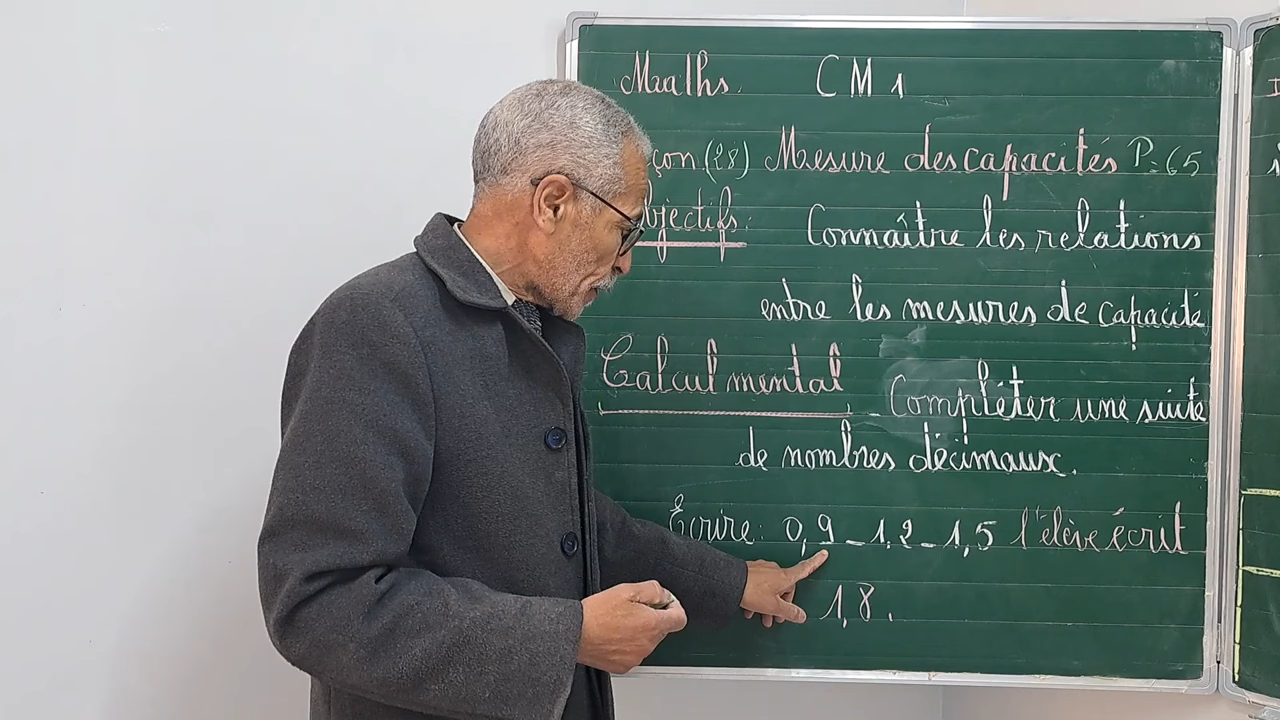 Maths. CM1
çon (28) Mesure des capacités P:65
bjectifs: Connaître les relations
entre les mesures de capacité
Calcul mental - Compléter une suite
de nombres décimaux.
Écrire: 0,9 - 1,2 - 1,5 l'élève écrit
1,8.